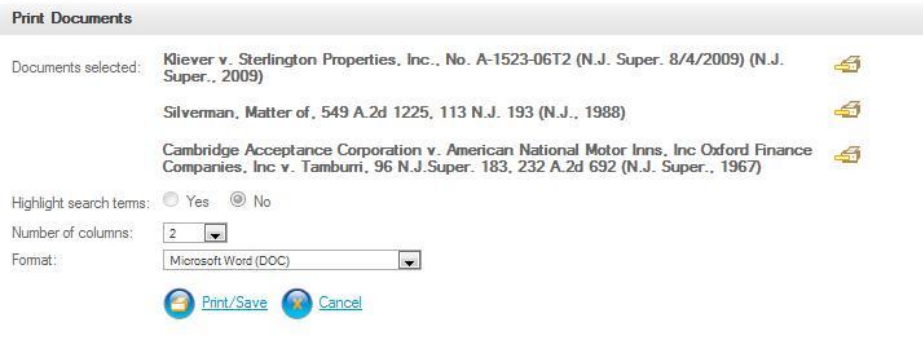 Print Documents
Documents selected:
Kliever v. Sterlington Properties, Inc., No. A-1523-06T2 (N.J. Super. 8/4/2009) (N.J.
Super., 2009)
Silverman, Matter of, 549 A.2d 1225, 113 N.J. 193 (N.J., 1988)
Cambridge Acceptance Corporation v. American National Motor Inns, Inc Oxford Finance
Companies, Inc v. Tamburri, 96 N.J.Super. 183, 232 A.2d 692 (N.J. Super., 1967)
Highlight search terms: Yes No
Number of columns: 2
Format: Microsoft Word (DOC)
Print/Save Cancel